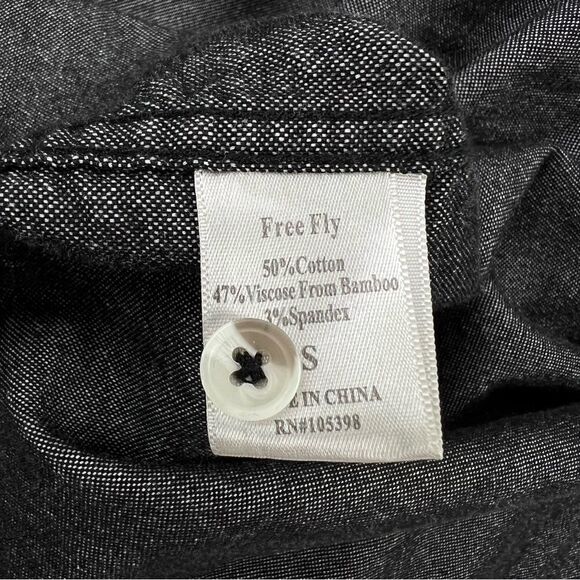 Free Fly
50%Cotton
47%Viscose From Bamboo
3%Spandex
S
E IN CHINA
RN#105398